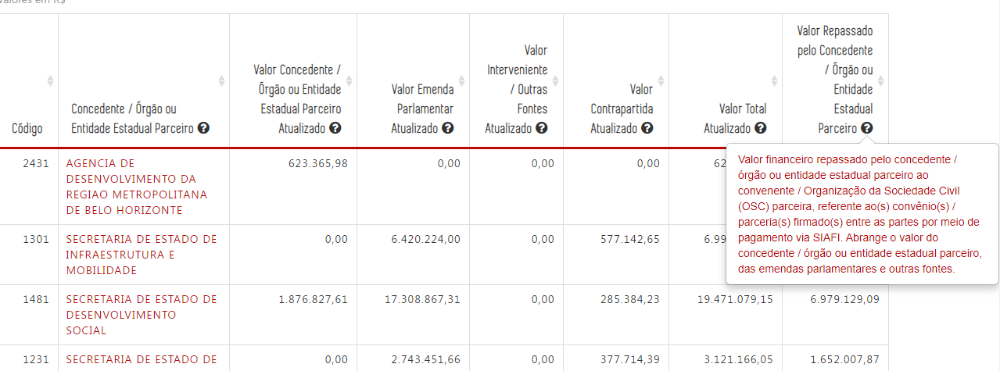 valores em R$
Código
Concedente / Órgão ou
Entidade Estadual Parceiro ?
Valor Concedente /
Órgão ou Entidade
Estadual Parceiro
Atualizado ?
Valor Emenda
Parlamentar
Atualizado ?
Valor
Interveniente
/ Outras
Fontes
Atualizado ?
Valor
Contrapartida
Atualizado ?
Valor Total
Atualizado ?
Valor Repassado
pelo Concedente
/ Órgão ou
Entidade
Estadual
Parceiro ?
Valor financeiro repassado pelo concedente /
órgão ou entidade estadual parceiro ao
convenente / Organização da Sociedade Civil
(OSC) parceira, referente ao(s) convênio(s) /
parceria(s) firmado(s) entre as partes por meio de
pagamento via SIAFI. Abrange o valor do
concedente / órgão ou entidade estadual parceiro,
das emendas parlamentares e outras fontes.
2431
AGENCIA DE
DESENVOLVIMENTO DA
REGIAO METROPOLITANA
DE BELO HORIZONTE
623.365,98
0,00
0,00
0,00
62
1301
SECRETARIA DE ESTADO DE
INFRAESTRUTURA E
MOBILIDADE
0,00
6.420.224,00
0,00
577.142,65
6.99
1481
SECRETARIA DE ESTADO DE
DESENVOLVIMENTO
SOCIAL
1.876.827,61
17.308.867,31
0,00
285.384,23
19.471.079,15
6.979.129,09
1231
SECRETARIA DE ESTADO DE
0,00
2.743.451,66
0,00
377.714,39
3.121.166,05
1.652.007,87